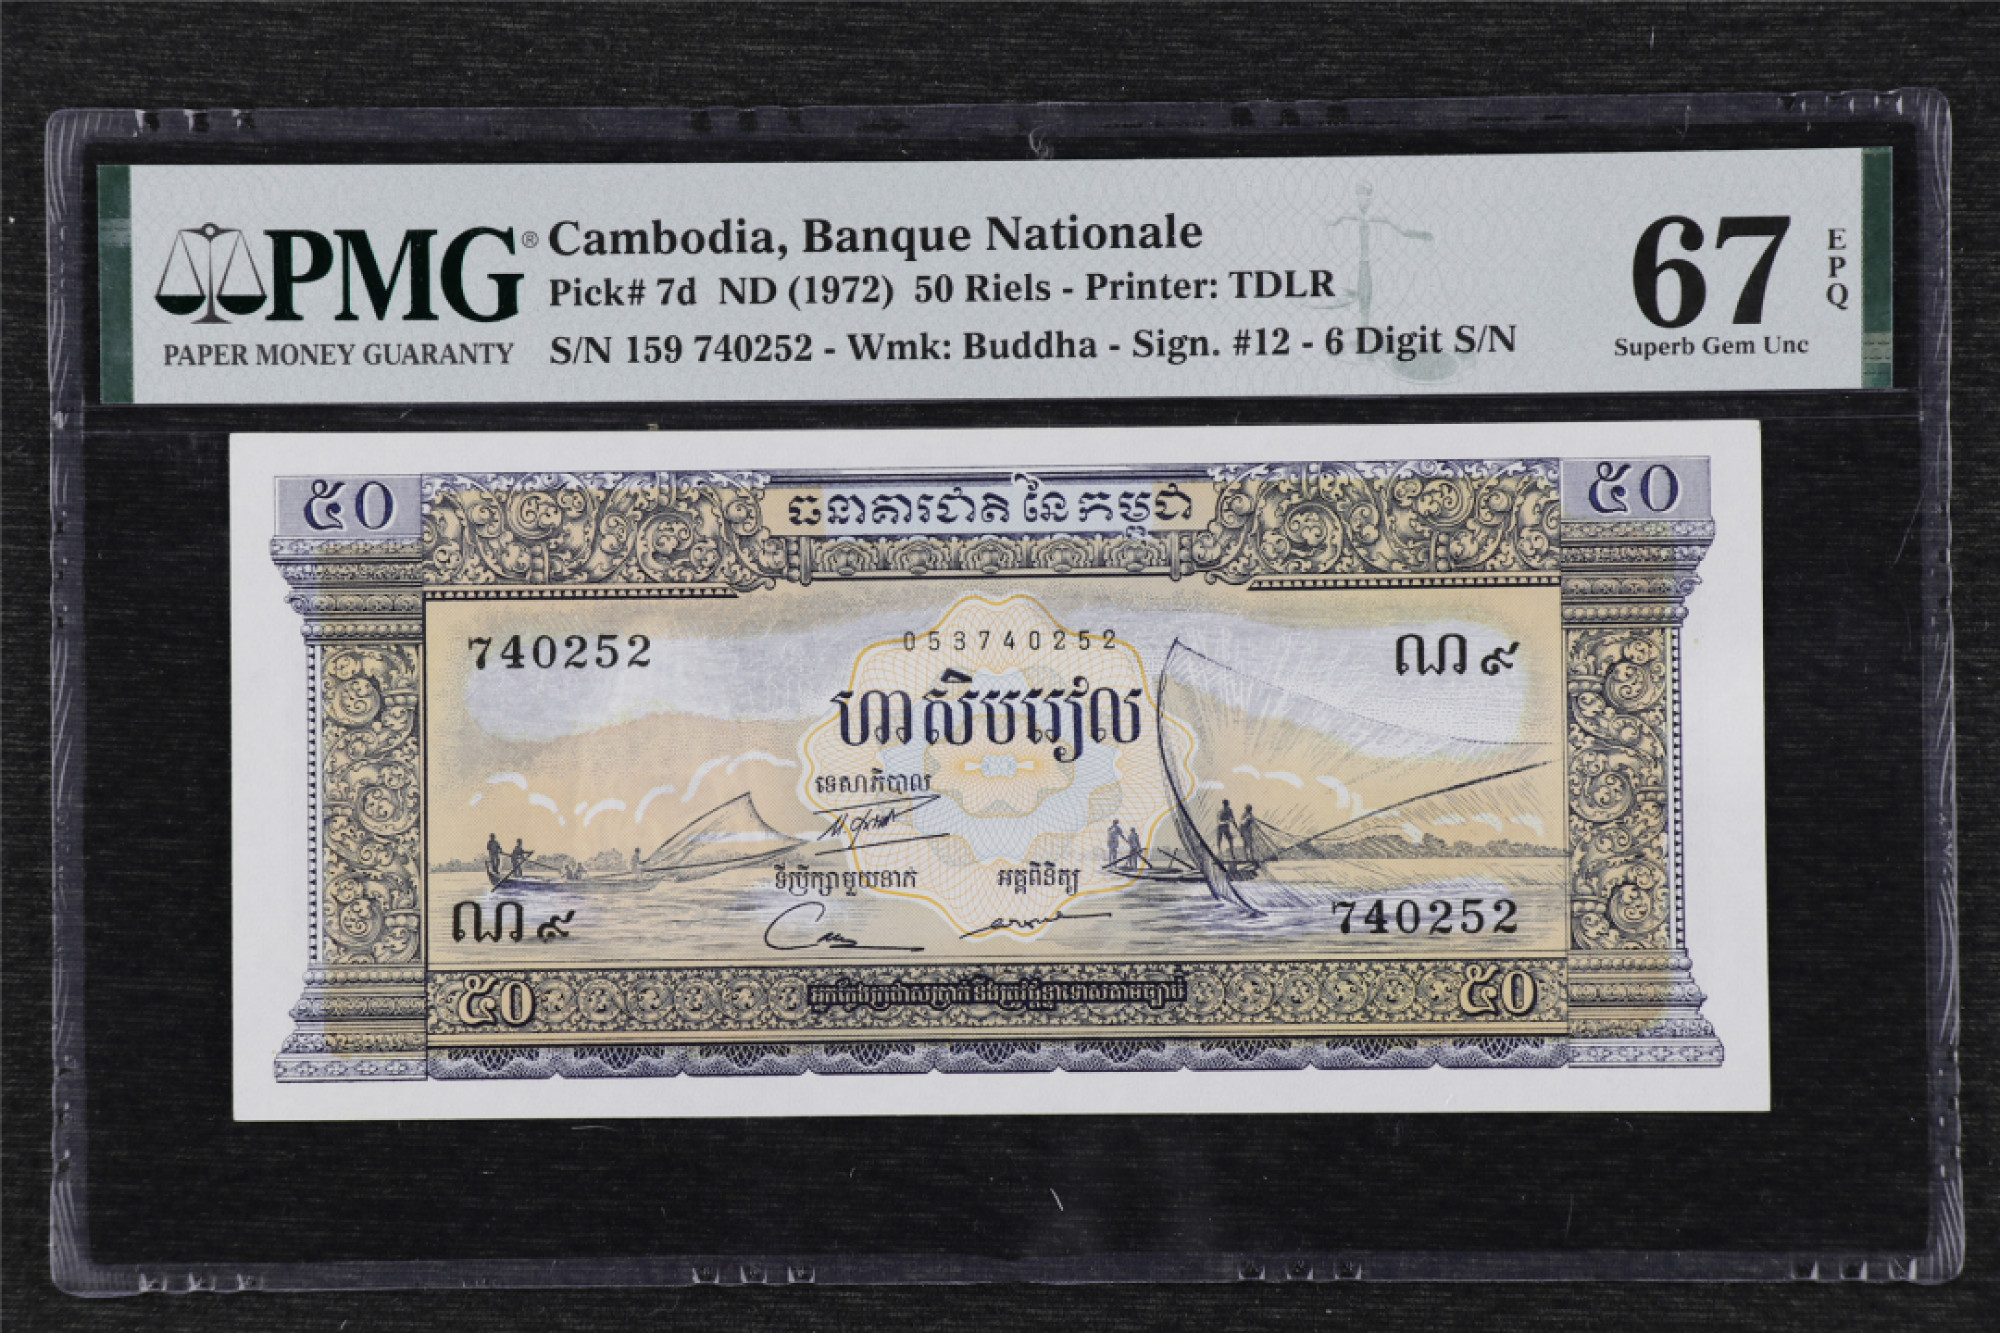 PMG®
PAPER MONEY GUARANTY
Cambodia, Banque Nationale
Pick# 7d ND (1972) 50 Riels - Printer: TDLR
S/N 159 740252 - Wmk: Buddha - Sign. #12 - 6 Digit S/N
67
EPQ
Superb Gem Unc
៥០
ធនាគារជាតិ នៃ កម្ពុជា
៥០
740252
053740252
ណ ៩
ហាសិបរៀល
ទេសាភិបាល
ទីប្រឹក្សាមួយនាក់
អគ្គពិនិត្យ
ណ ៩
740252
៥០
៥០